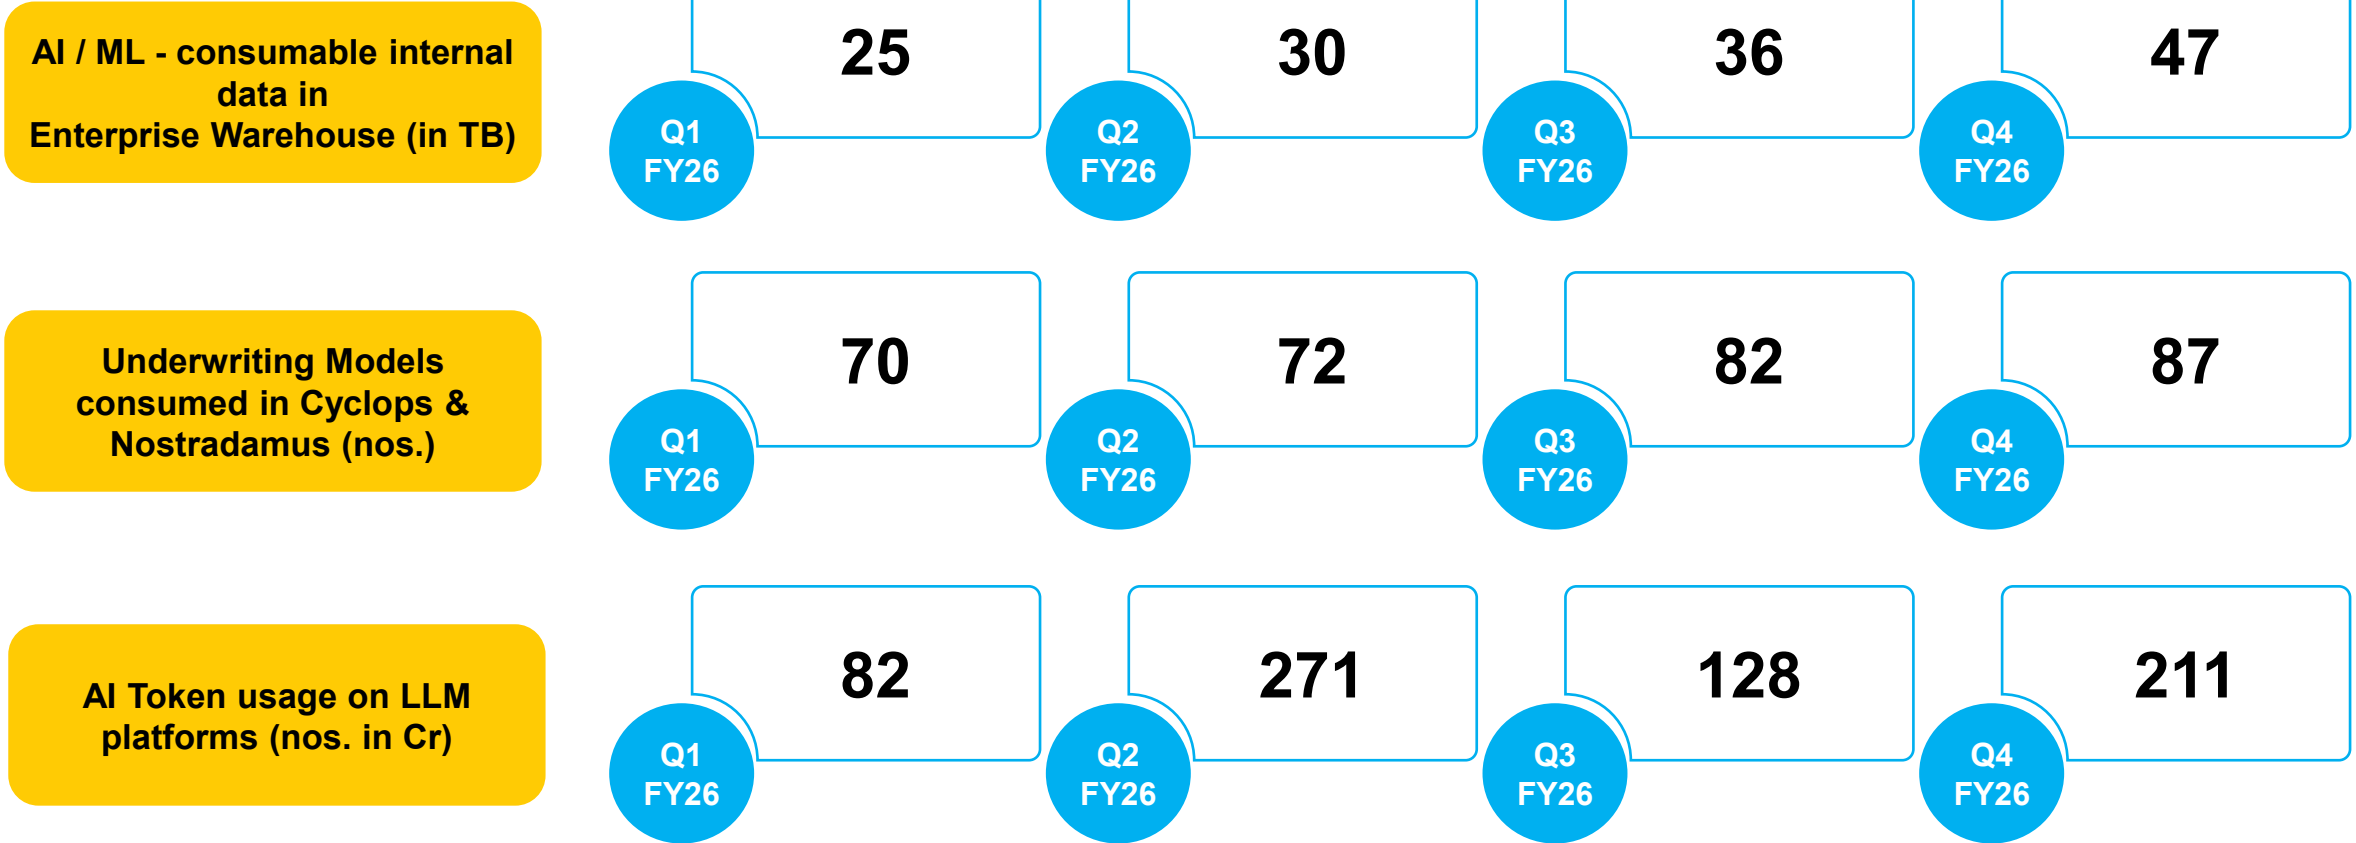 AI / ML - consumable internal
data in
Enterprise Warehouse (in TB)
25
Q1
FY26
30
Q2
FY26
36
Q3
FY26
47
Q4
FY26
Underwriting Models
consumed in Cyclops &
Nostradamus (nos.)
70
Q1
FY26
72
Q2
FY26
82
Q3
FY26
87
Q4
FY26
AI Token usage on LLM
platforms (nos. in Cr)
82
Q1
FY26
271
Q2
FY26
128
Q3
FY26
211
Q4
FY26